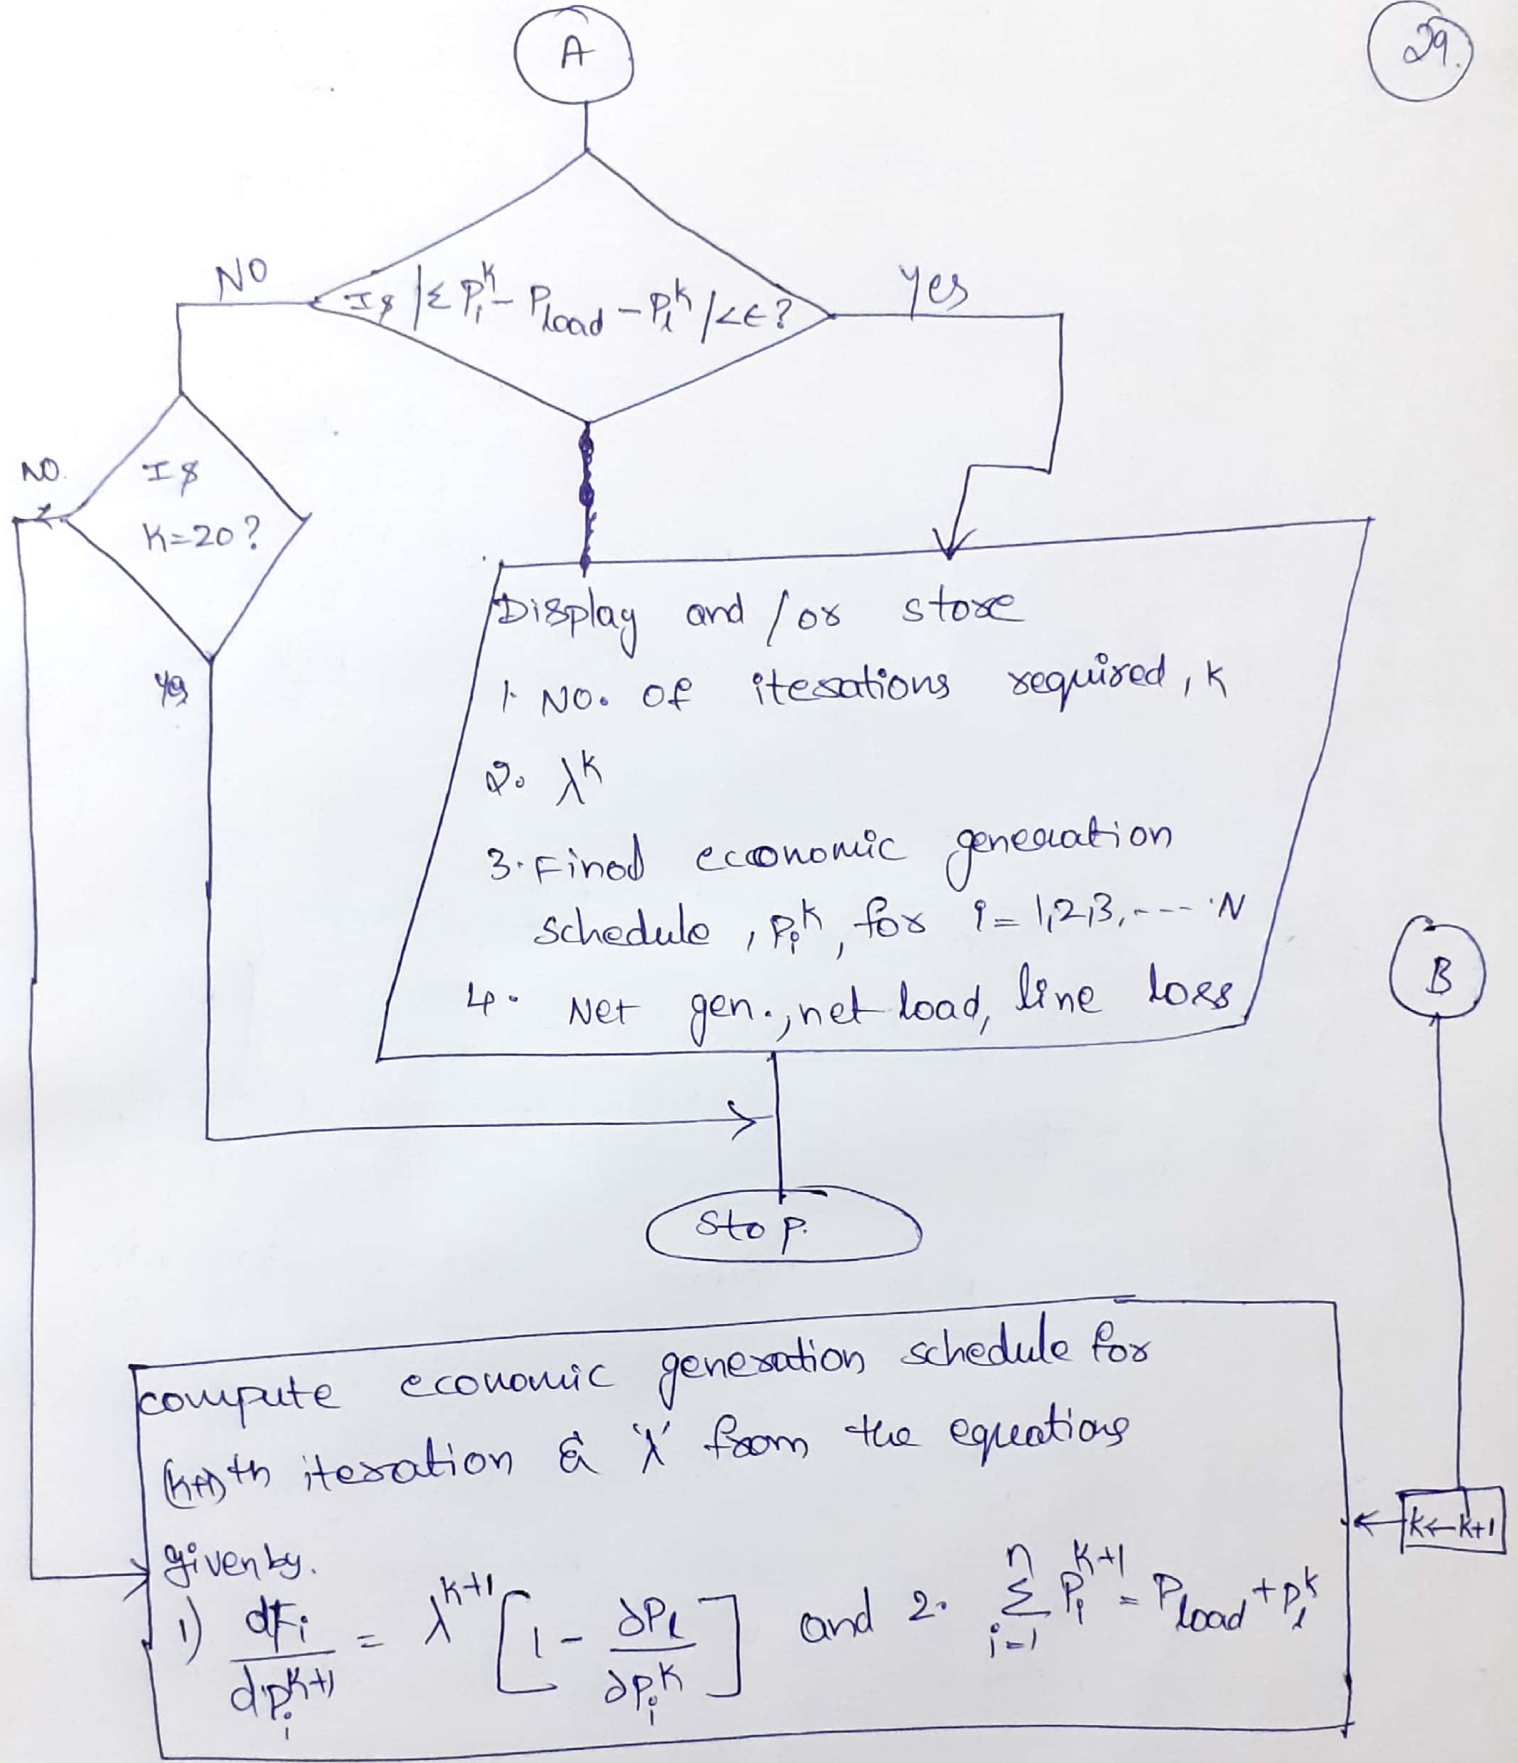 A
29.
NO
Is |Σ Pᵢᵏ - Pload - Pₗᵏ| < ε ?
Yes
NO.
Is
K=20?
Yes
Display and / or store
1. NO. of iterations required, K
2. λᴷ
3. Final economic generation
schedule, Pᵢᴷ, for i = 1,2,3,---- N
4. Net gen., net load, line loss
B
Stop.
compute economic generation schedule for
(k+1)th iteration & 'λ' from the equations
given by.
K ← K+1
1) dFᵢ/dPᵢᴷ⁺¹ = λᴷ⁺¹ [1 - ∂Pₗ/∂Pᵢᴷ] and 2. Σ(i=1 to n) Pᵢᴷ⁺¹ = Pload + Pₗᴷ